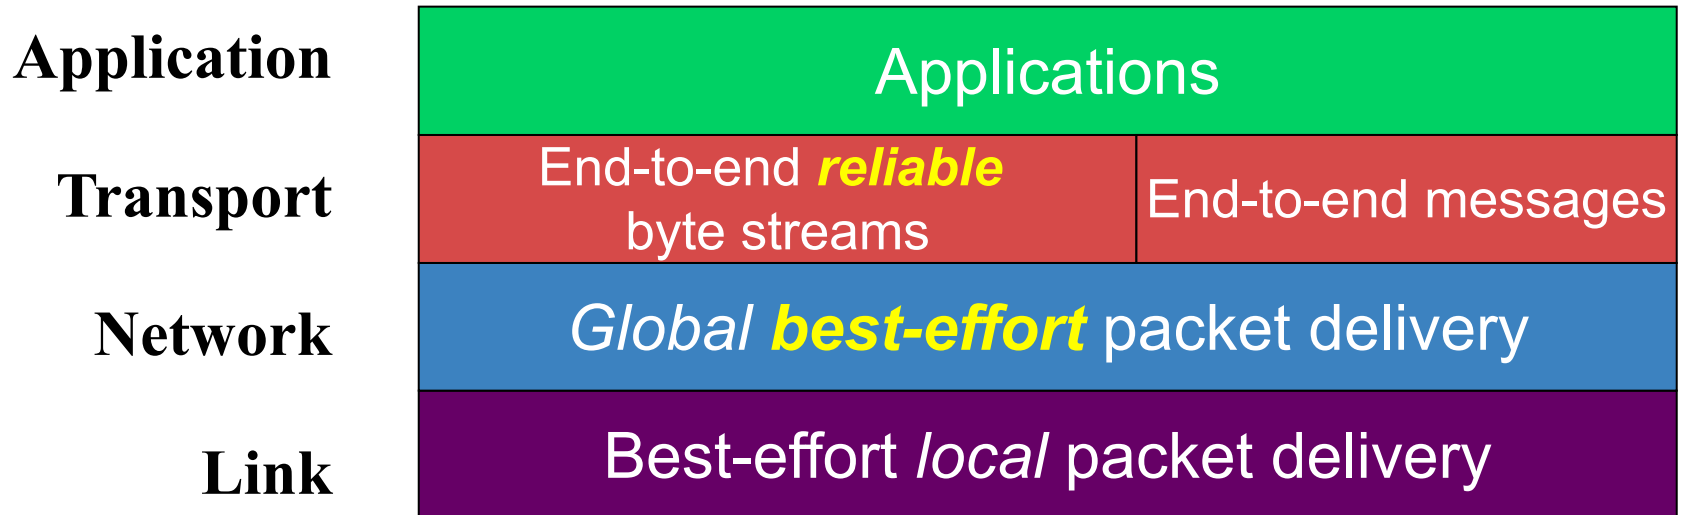 Application
Applications
Transport
End-to-end reliable
byte streams
End-to-end messages
Network
Global best-effort packet delivery
Link
Best-effort local packet delivery